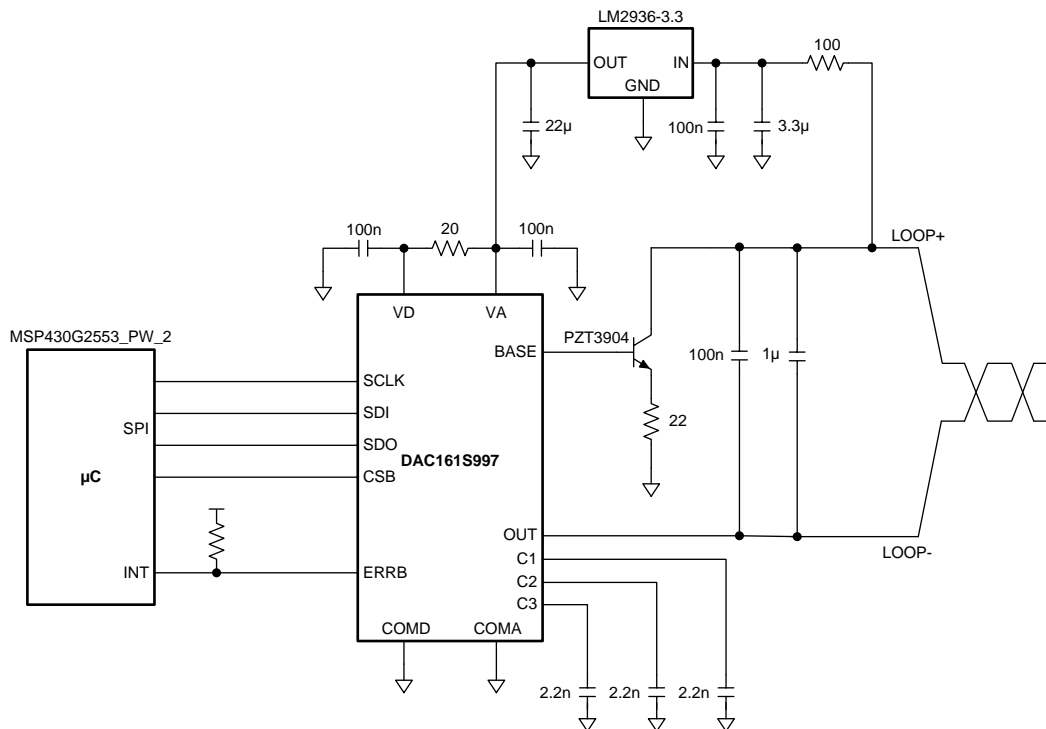 LM2936-3.3
100
OUT
IN
GND
22µ
100n
3.3µ
100n
20
100n
LOOP+
VD
VA
MSP430G2553_PW_2
PZT3904
BASE
100n
1µ
SCLK
SDI
22
SPI
SDO
DAC161S997
µC
CSB
OUT
LOOP-
C1
INT
ERRB
C2
C3
COMD
COMA
2.2n
2.2n
2.2n